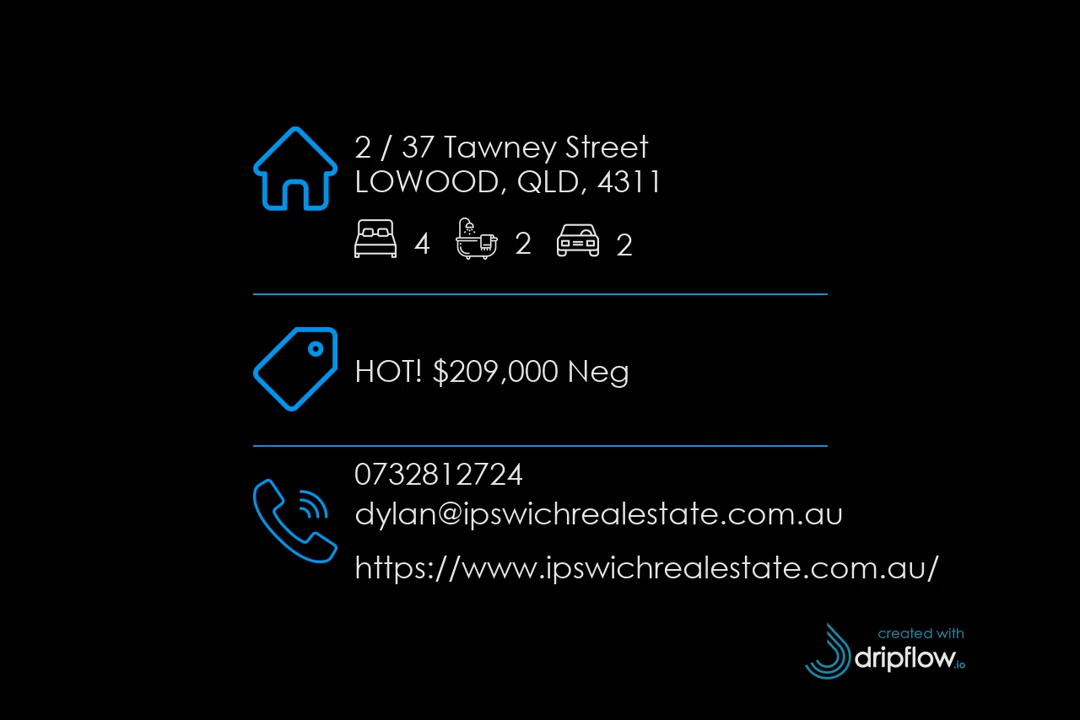 2 / 37 Tawney Street
LOWOOD, QLD, 4311
4 2 2
HOT! $209,000 Neg
0732812724
dylan@ipswichrealestate.com.au
https://www.ipswichrealestate.com.au/
created with
dripflow.io